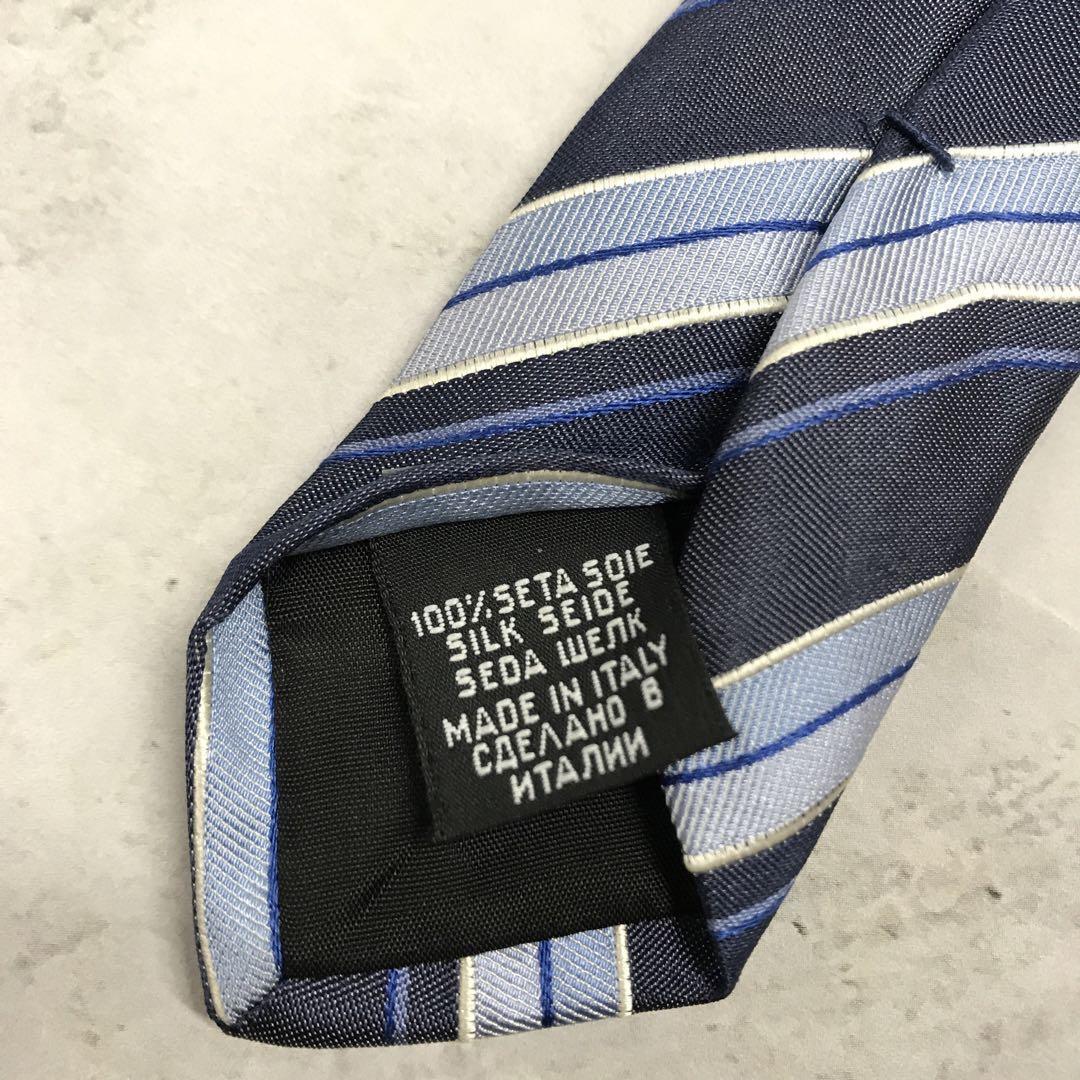 100% SETA SOIE
SILK SEIDE
SEDA ШЕЛК
MADE IN ITALY
СДЕЛАНО В
ИТАЛИИ